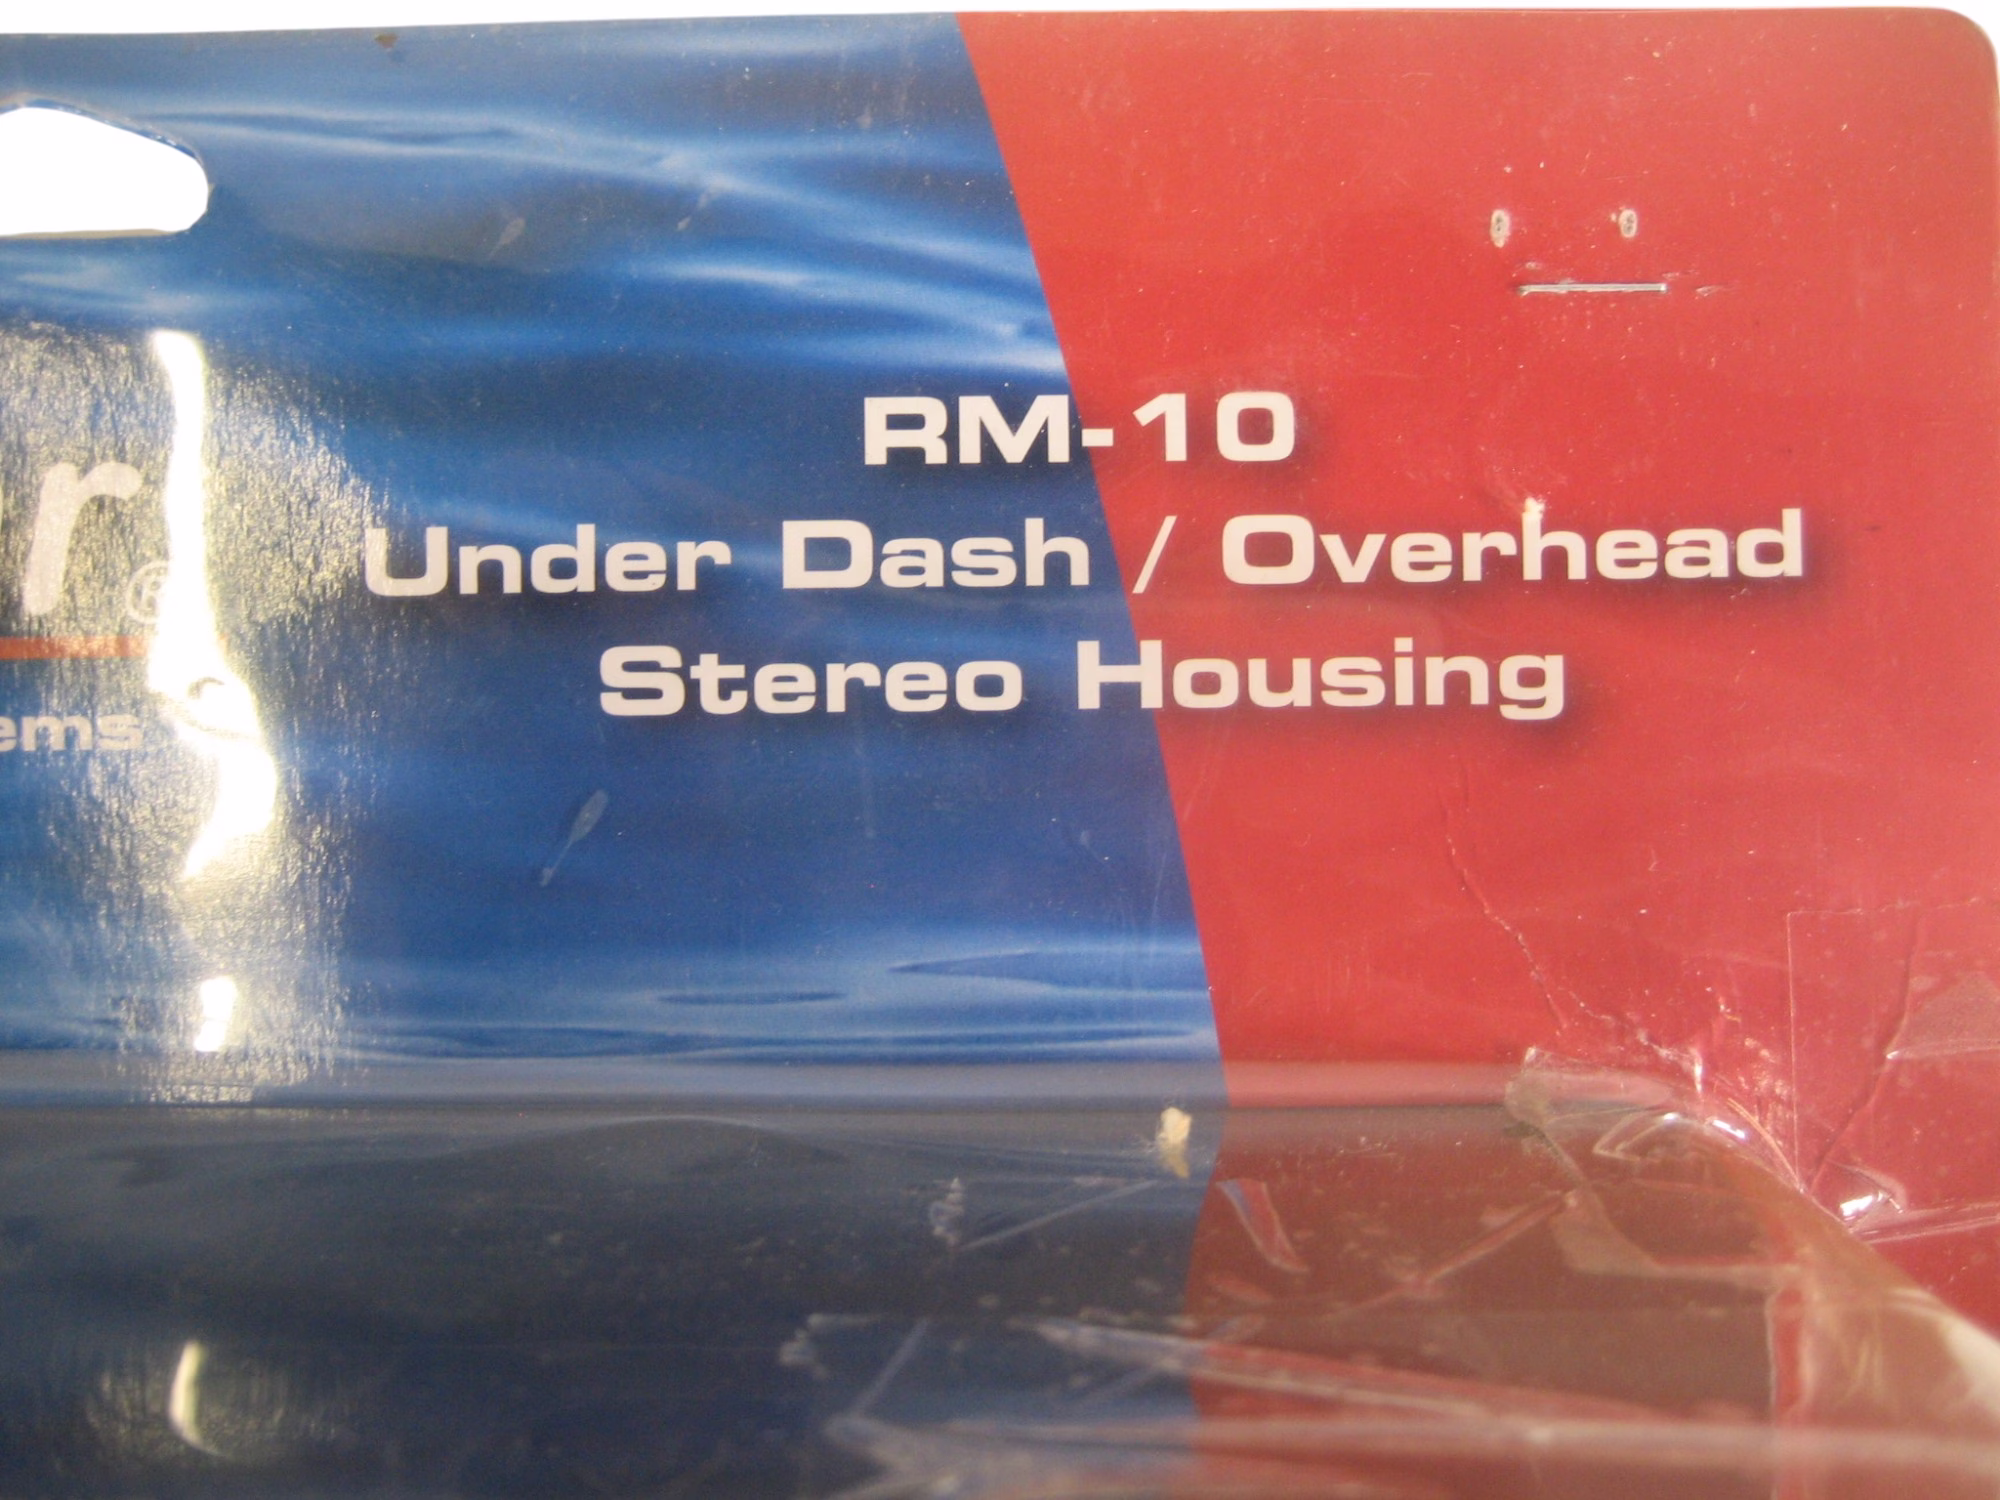 RM-10
Under Dash / Overhead
Stereo Housing